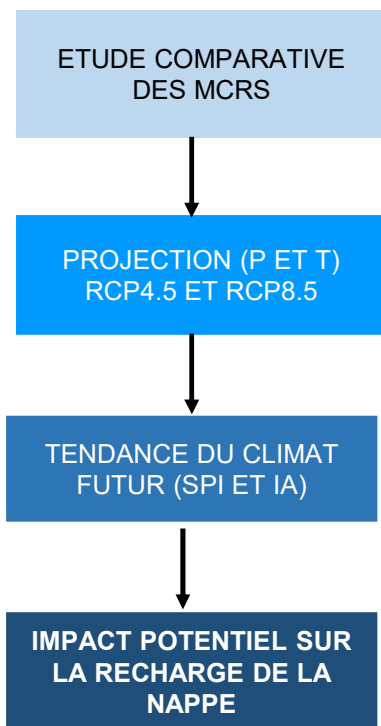 ETUDE COMPARATIVE
DES MCRS
PROJECTION (P ET T)
RCP4.5 ET RCP8.5
TENDANCE DU CLIMAT
FUTUR (SPI ET IA)
IMPACT POTENTIEL SUR
LA RECHARGE DE LA
NAPPE